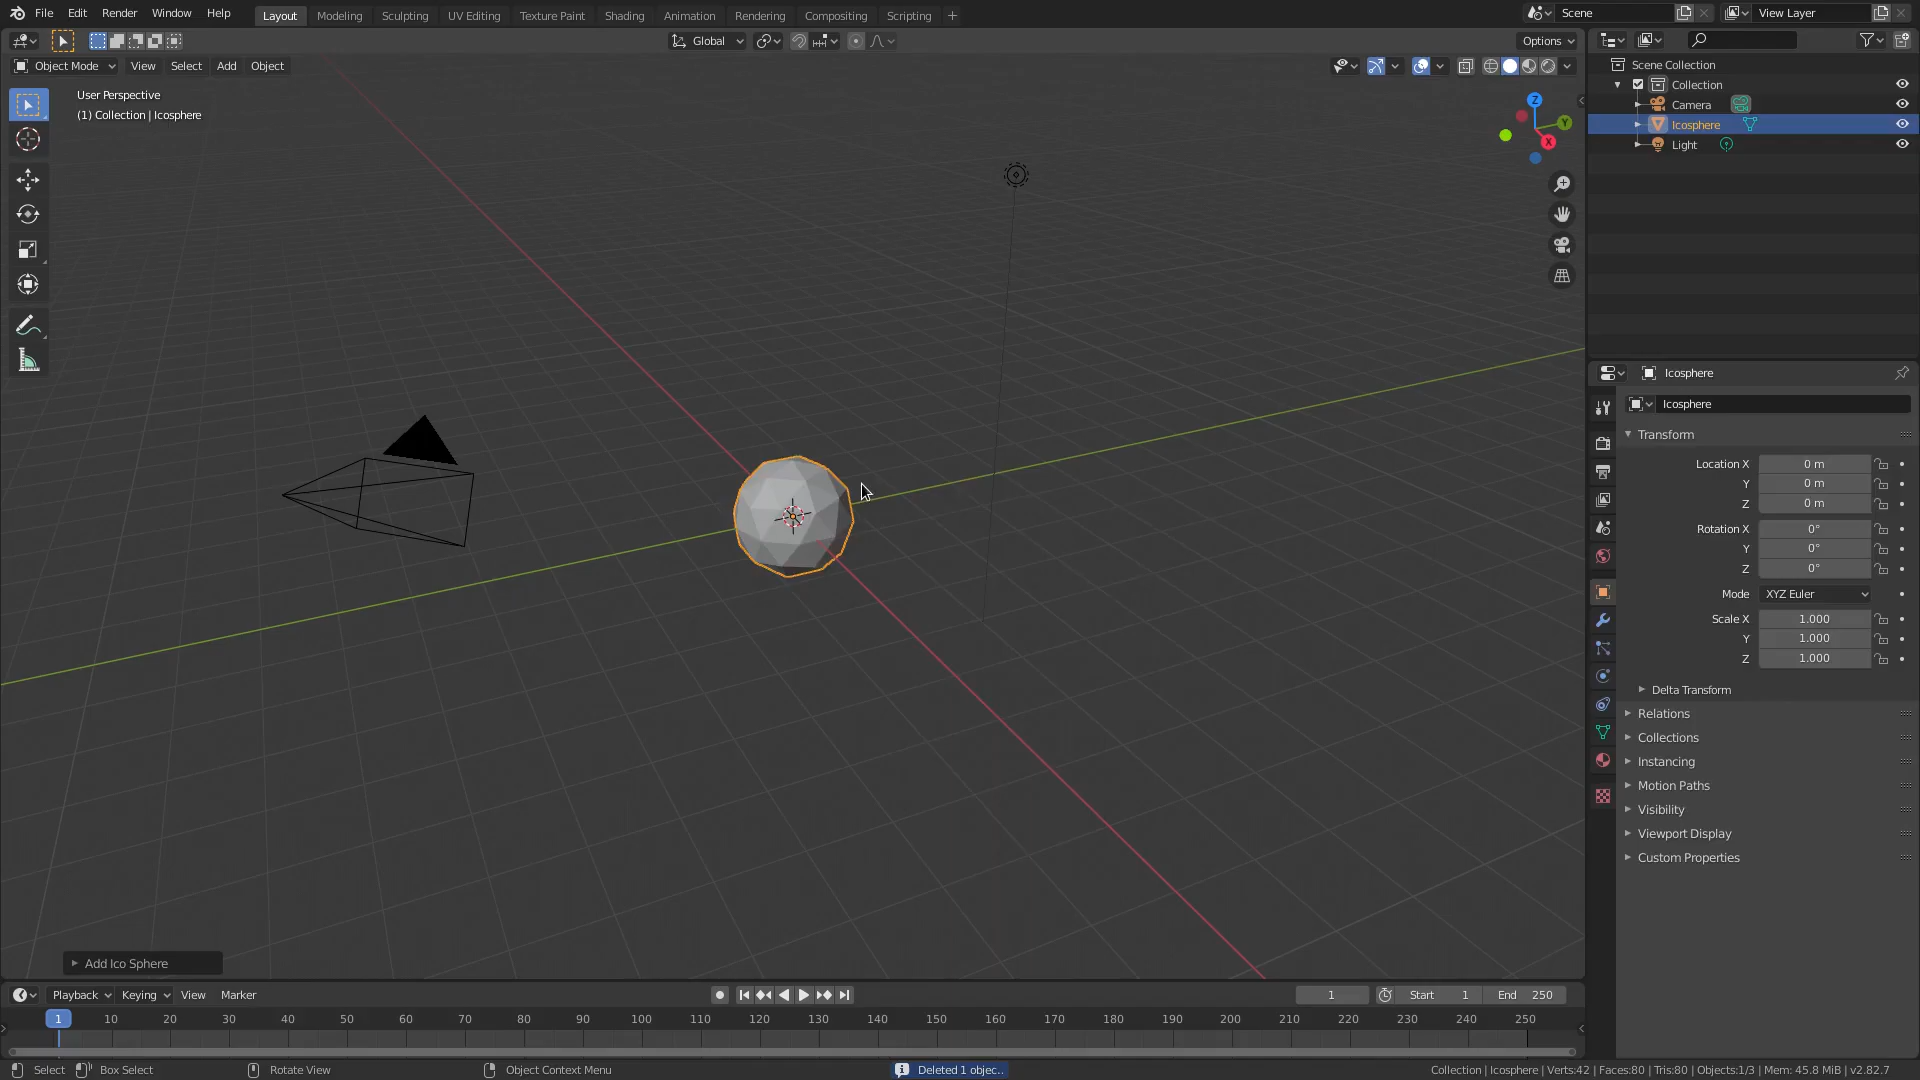 File Edit Render Window Help
Layout Modeling Sculpting UV Editing Texture Paint Shading Animation Rendering Compositing Scripting +
Scene
View Layer
Global
Options
Object Mode View Select Add Object
User Perspective
(1) Collection | Icosphere
Z
Y
X
Scene Collection
Collection
Camera
Icosphere
Light
Icosphere
Icosphere
Transform
Location X 0 m
Y 0 m
Z 0 m
Rotation X 0°
Y 0°
Z 0°
Mode XYZ Euler
Scale X 1.000
Y 1.000
Z 1.000
Delta Transform
Relations
Collections
Instancing
Motion Paths
Visibility
Viewport Display
Custom Properties
Add Ico Sphere
Playback Keying View Marker
1
Start 1 End 250
1 10 20 30 40 50 60 70 80 90 100 110 120 130 140 150 160 170 180 190 200 210 220 230 240 250
Select Box Select Rotate View Object Context Menu Deleted 1 objec.. Collection | Icosphere | Verts:42 | Faces:80 | Tris:80 | Objects:1/3 | Mem: 45.8 MiB | v2.82.7